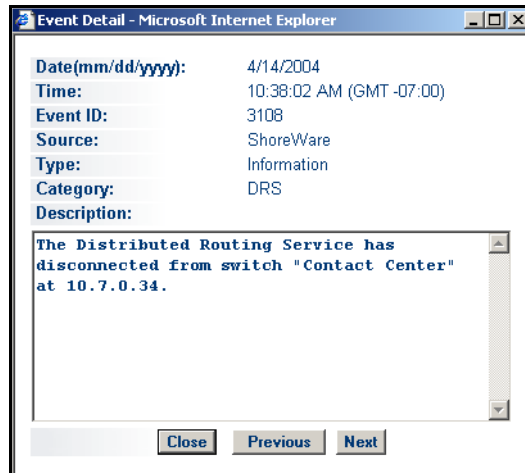 Event Detail - Microsoft Internet Explorer
Date(mm/dd/yyyy): 4/14/2004
Time: 10:38:02 AM (GMT -07:00)
Event ID: 3108
Source: ShoreWare
Type: Information
Category: DRS
Description:
The Distributed Routing Service has
disconnected from switch "Contact Center"
at 10.7.0.34.
Close Previous Next